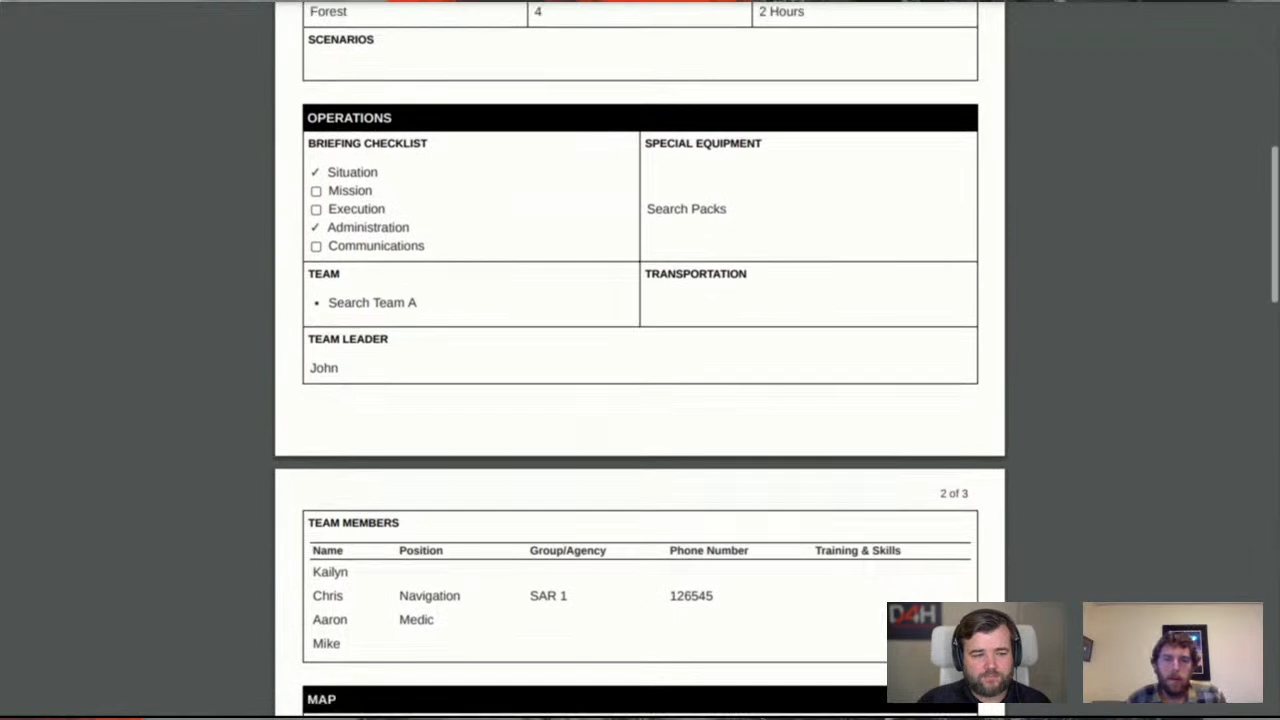 Forest 4 2 Hours
SCENARIOS
OPERATIONS
BRIEFING CHECKLIST SPECIAL EQUIPMENT
✓ Situation
☐ Mission
☐ Execution Search Packs
✓ Administration
☐ Communications
TEAM TRANSPORTATION
• Search Team A
TEAM LEADER
John
2 of 3
TEAM MEMBERS
Name Position Group/Agency Phone Number Training & Skills
Kailyn
Chris Navigation SAR 1 126545
Aaron Medic
Mike
MAP
D4H